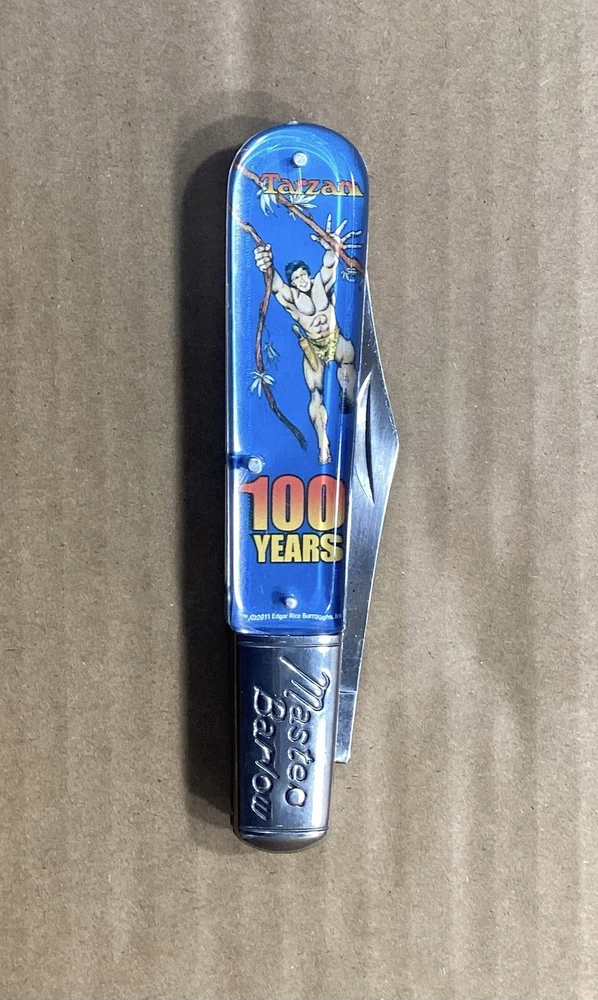 Tarzan
100
YEARS
©2011 Edgar Rice Burroughs,
Master
Barlow